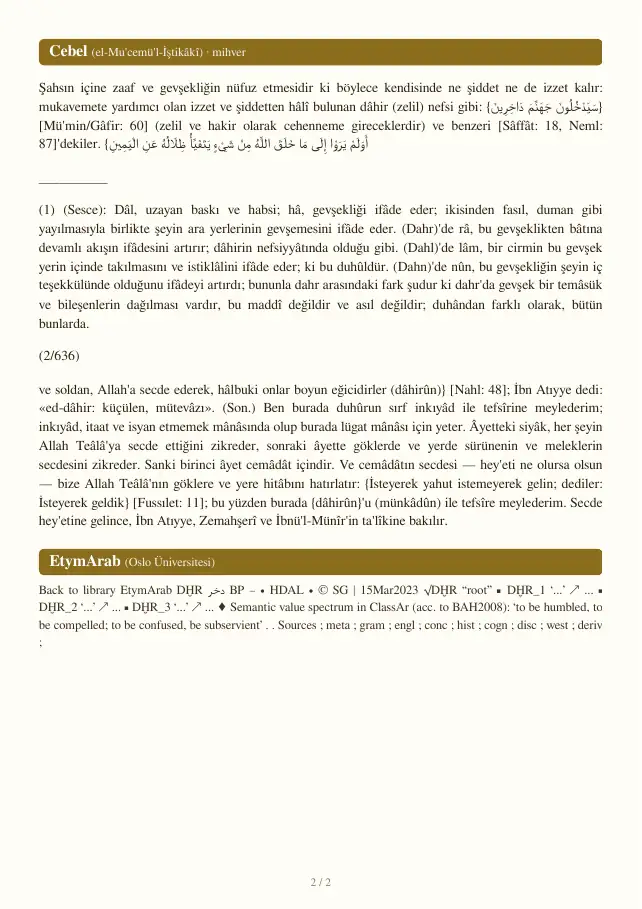 Cebel (el-Mu'cemü'l-İştikâkî) · mihver
Şahsın içine zaaf ve gevşekliğin nüfuz etmesidir ki böylece kendisinde ne şiddet ne de izzet kalır:
mukavemete yardımcı olan izzet ve şiddetten hâlî bulunan dâhir (zelil) nefsi gibi: {سَيَدْخُلُونَ جَهَنَّمَ دَاخِرِينَ}
[Mü'min/Gâfir: 60] (zelil ve hakir olarak cehenneme gireceklerdir) ve benzeri [Sâffât: 18, Neml:
87]'dekiler. {أَوَلَمْ يَرَوْا إِلَى مَا خَلَقَ اللَّهُ مِنْ شَيْءٍ يَتَفَيَّأُ ظِلَالُهُ عَنِ الْيَمِينِ
(1) (Sesce): Dâl, uzayan baskı ve habsi; hâ, gevşekliği ifâde eder; ikisinden fasıl, duman gibi
yayılmasıyla birlikte şeyin ara yerlerinin gevşemesini ifâde eder. (Dahr)'de râ, bu gevşeklikten bâtına
devamlı akışın ifâdesini artırır; dâhirin nefsiyyâtında olduğu gibi. (Dahl)'de lâm, bir cirmin bu gevşek
yerin içinde takılmasını ve istiklâlini ifâde eder; ki bu duhûldür. (Dahn)'de nûn, bu gevşekliğin şeyin iç
teşekkülünde olduğunu ifâdeyi artırdı; bununla dahr arasındaki fark şudur ki dahr'da gevşek bir temâsük
ve bileşenlerin dağılması vardır, bu maddî değildir ve asıl değildir; duhândan farklı olarak, bütün
bunlarda.
(2/636)
ve soldan, Allah'a secde ederek, hâlbuki onlar boyun eğicidirler (dâhirûn)} [Nahl: 48]; İbn Atıyye dedi:
«ed-dâhir: küçülen, mütevâzı». (Son.) Ben burada duhûrun sırf inkıyâd ile tefsîrine meylederim;
inkıyâd, itaat ve isyan etmemek mânâsında olup burada lügat mânâsı için yeter. Âyetteki siyâk, her şeyin
Allah Teâlâ'ya secde ettiğini zikreder, sonraki âyette göklerde ve yerde sürünenin ve meleklerin
secdesini zikreder. Sanki birinci âyet cemâdât içindir. Ve cemâdâtın secdesi — hey'eti ne olursa olsun
— bize Allah Teâlâ'nın göklere ve yere hitâbını hatırlatır: {İsteyerek yahut istemeyerek gelin; dediler:
İsteyerek geldik} [Fussılet: 11]; bu yüzden burada {dâhirûn}'u (münkâdûn) ile tefsîre meylederim. Secde
hey'etine gelince, İbn Atıyye, Zemahşerî ve İbnü'l-Münîr'in ta'lîkine bakılır.
EtymArab (Oslo Üniversitesi)
Back to library EtymArab DḪR دخر BP – • HDAL • © SG | 15Mar2023 √DḪR “root” ▪ DḪR_1 ‘...’ ↗ ... ▪
DḪR_2 ‘...’ ↗ ... ▪ DḪR_3 ‘...’ ↗ ... ♦ Semantic value spectrum in ClassAr (acc. to BAH2008): ‘to be humbled, to
be compelled; to be confused, be subservient’ . . Sources ; meta ; gram ; engl ; conc ; hist ; cogn ; disc ; west ; deriv
;
2 / 2